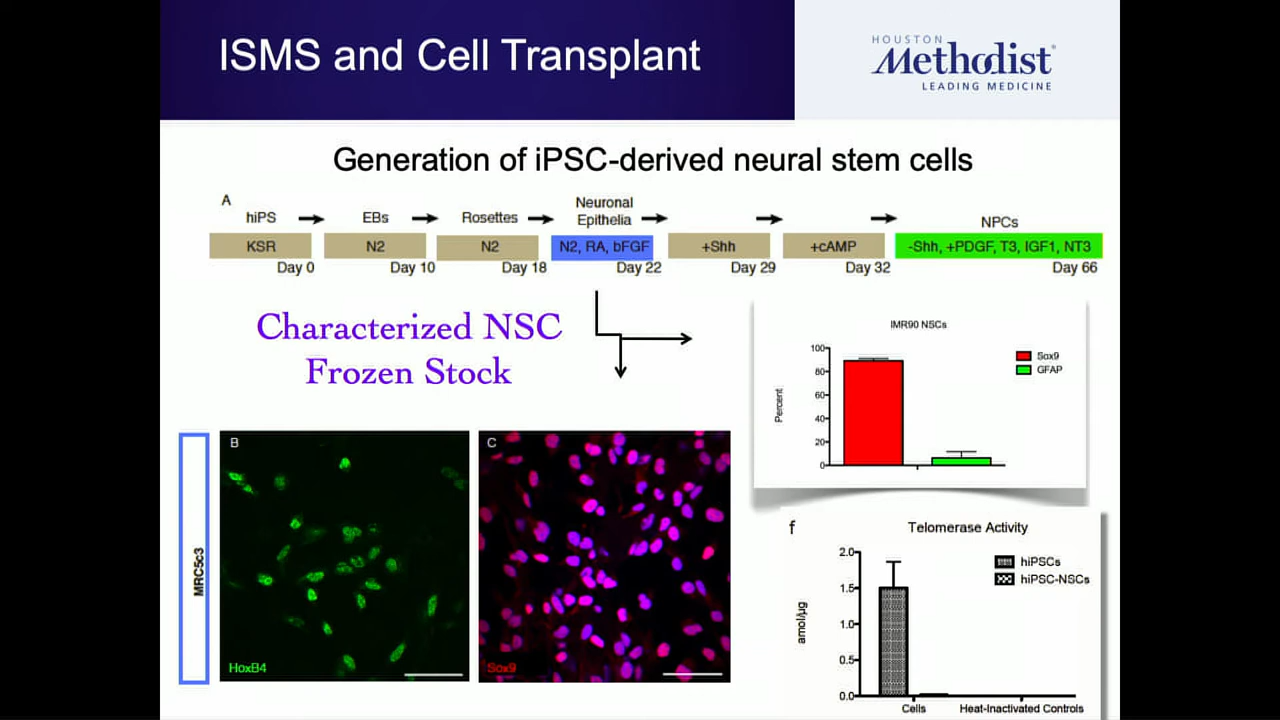 ISMS and Cell Transplant
HOUSTON
Methodist®
LEADING MEDICINE
Generation of iPSC-derived neural stem cells
A
hiPS
EBs
Rosettes
Neuronal
Epithelia
NPCs
KSR
N2
N2
N2, RA, bFGF
+Shh
+cAMP
-Shh, +PDGF, T3, IGF1, NT3
Day 0
Day 10
Day 18
Day 22
Day 29
Day 32
Day 66
Characterized NSC
Frozen Stock
IMR90 NSCs
100
80
60
40
20
0
Percent
Sox9
GFAP
MRC5c3
B
HoxB4
C
Sox9
f
Telomerase Activity
2.0
1.5
1.0
0.5
0.0
amol/µg
hiPSCs
hiPSC-NSCs
Cells
Heat-Inactivated Controls